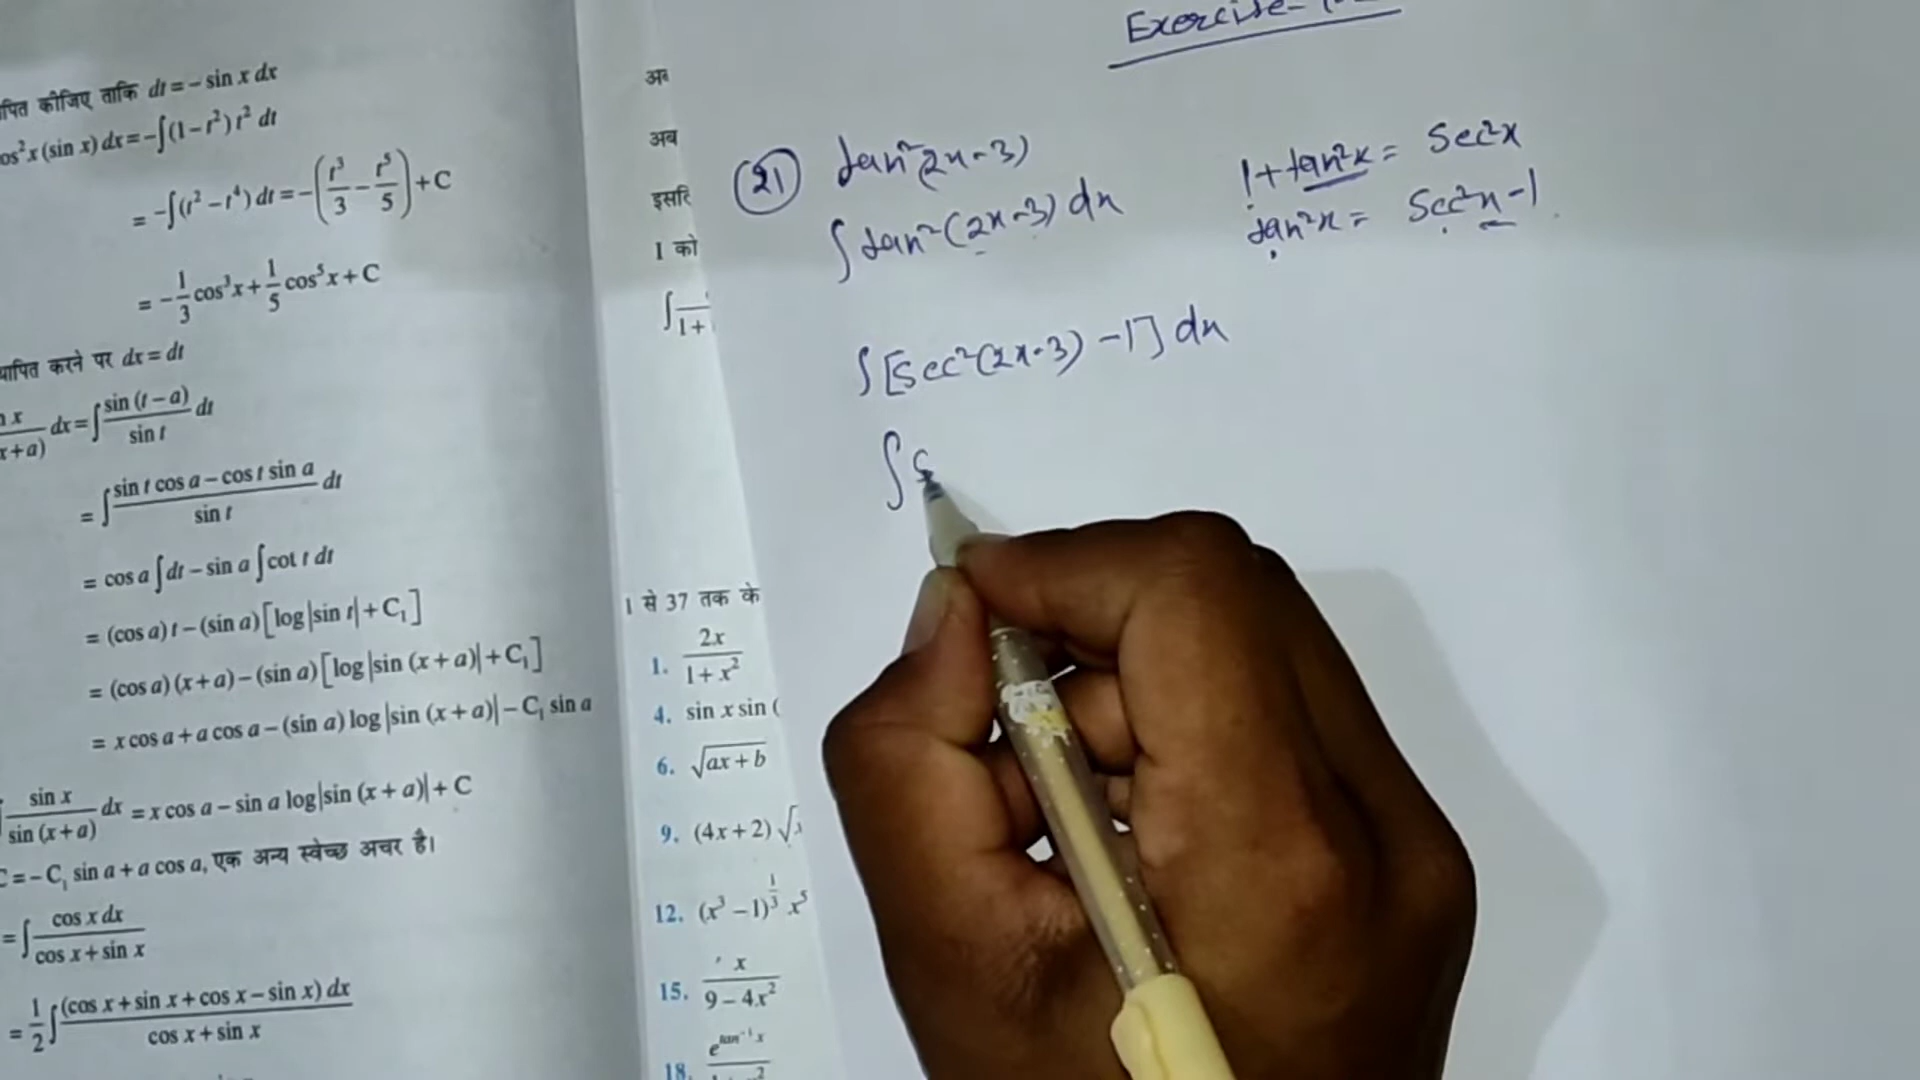 ताकि dt = – sin x dx
x (sin x) dx = –∫(1 – t²) t² dt
= –∫(t² – t⁴) dt = –(t³/3 – t⁵/5) + C
= –1/3 cos³x + 1/5 cos⁵x + C
करने पर dx = dt
dx = ∫ sin (t – a)/sin t dt
= ∫ sin t cos a – cos t sin a/sin t dt
= cos a ∫dt – sin a ∫cot t dt
= (cos a) t – (sin a) [log |sin t| + C₁]
= (cos a) (x + a) – (sin a) [log |sin (x + a)| + C₁]
= x cos a + a cos a – (sin a) log |sin (x + a)| – C₁ sin a
sin x/sin (x + a) dx = x cos a – sin a log |sin (x + a)| + C
C = – C₁ sin a + a cos a, एक अन्य स्वेच्छ अचर है।
= ∫ cos x dx/cos x + sin x
= 1/2 ∫ (cos x + sin x + cos x – sin x) dx/cos x + sin x
अब
I को
1 से 37 तक के
1. 2x/1 + x²
4. sin x sin (
6. √ax + b
9. (4x + 2) √
12. (x³ – 1)^1/3 x⁵
15. x/9 – 4x²
18. e^tan⁻¹ x
Exercise-
(21) tan²(2x-3)
∫ tan²(2x-3) dx
∫ [sec²(2x-3) -1] dx
∫ s
1 + tan²x = sec²x
tan²x = sec²x - 1